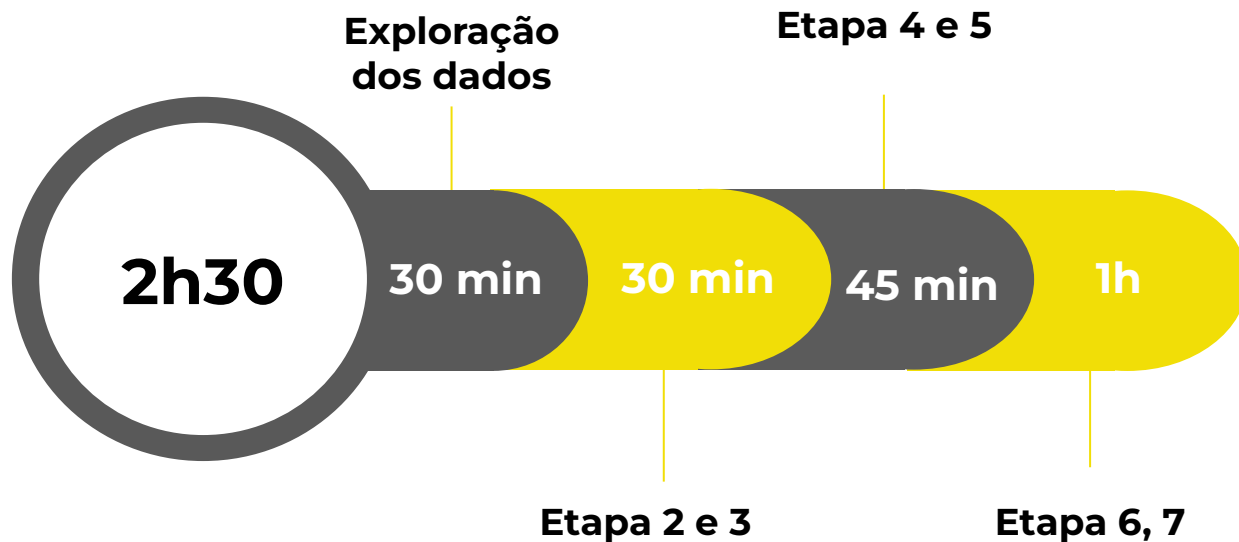 Exploração
dos dados
Etapa 4 e 5
2h30
30 min
30 min
45 min
1h
Etapa 2 e 3
Etapa 6, 7